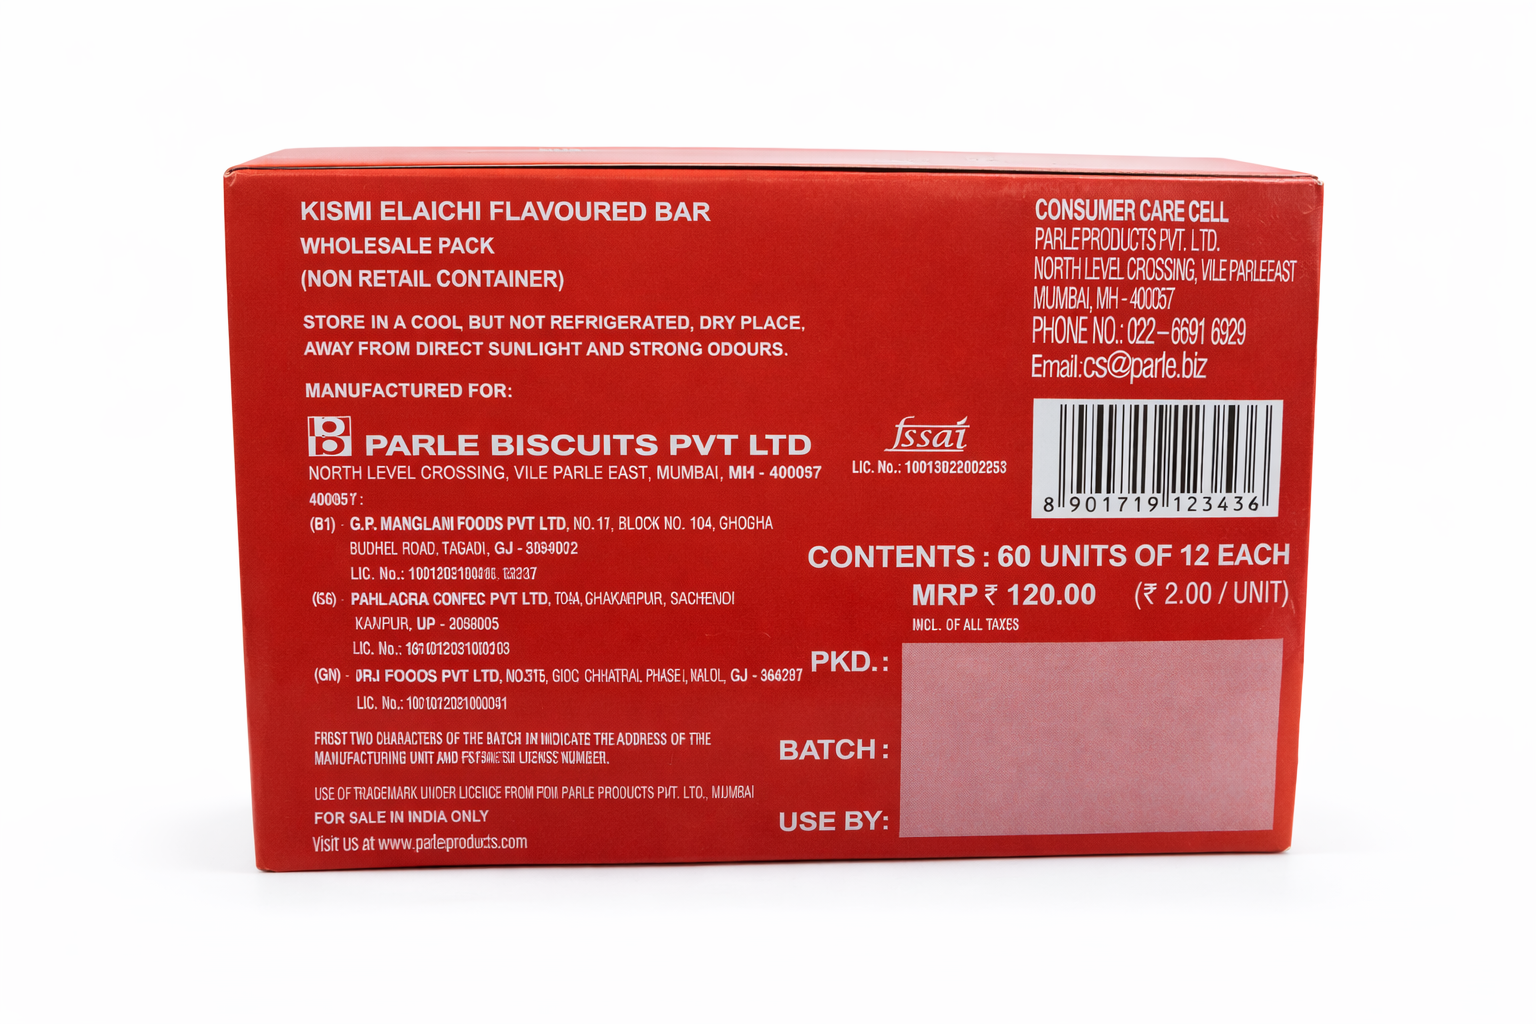 KISMI ELAICHI FLAVOURED BAR
WHOLESALE PACK
(NON RETAIL CONTAINER)
STORE IN A COOL, BUT NOT REFRIGERATED, DRY PLACE,
AWAY FROM DIRECT SUNLIGHT AND STRONG ODOURS.
MANUFACTURED FOR:
PARLE BISCUITS PVT LTD
NORTH LEVEL CROSSING, VILE PARLE EAST, MUMBAI, MH - 400057
400057:
(B1) - G.P. MANGLANI FOODS PVT LTD, NO. 17, BLOCK NO. 104, GHOGHA
BUDHEL ROAD, TAGADI, GJ -
LIC. No.:
PAHLAGRA CONFEC PVT LTD,
KANPUR, UP -
LIC. No.:
(GN) - FOODS PVT LTD, GJ -
LIC. No.:
TWO CHARACTERS OF THE BATCH INDICATE THE ADDRESS OF THE
MANUFACTURING UNIT AND NUMBER.
USE OF TRADEMARK UNDER LICENCE FROM PARLE PRODUCTS PVT. LTD., MUMBAI
FOR SALE IN INDIA ONLY
Visit us at www.parleproducts.com
fssai
LIC. No.: 10013022002253
CONSUMER CARE CELL
PARLE PRODUCTS PVT. LTD.
NORTH LEVEL CROSSING, VILE PARLE EAST
MUMBAI, MH - 400057
PHONE NO.: 022 – 6691 6929
Email:cs@parle.biz
8 901719 123436
CONTENTS : 60 UNITS OF 12 EACH
MRP ₹ 120.00 (₹ 2.00 / UNIT)
INCL. OF ALL TAXES
PKD. :
BATCH :
USE BY: